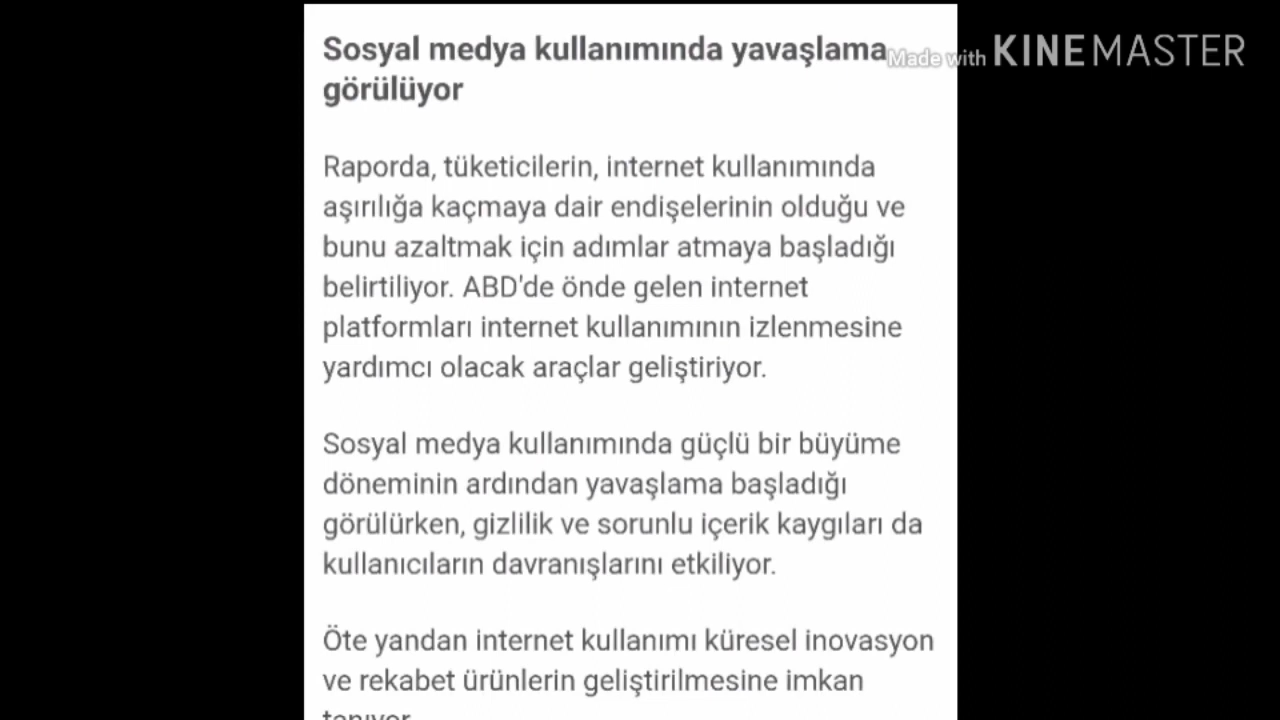 Sosyal medya kullanımında yavaşlama
görülüyor
Made with KINEMASTER
Raporda, tüketicilerin, internet kullanımında
aşırılığa kaçmaya dair endişelerinin olduğu ve
bunu azaltmak için adımlar atmaya başladığı
belirtiliyor. ABD'de önde gelen internet
platformları internet kullanımının izlenmesine
yardımcı olacak araçlar geliştiriyor.
Sosyal medya kullanımında güçlü bir büyüme
döneminin ardından yavaşlama başladığı
görülürken, gizlilik ve sorunlu içerik kaygıları da
kullanıcıların davranışlarını etkiliyor.
Öte yandan internet kullanımı küresel inovasyon
ve rekabet ürünlerin geliştirilmesine imkan